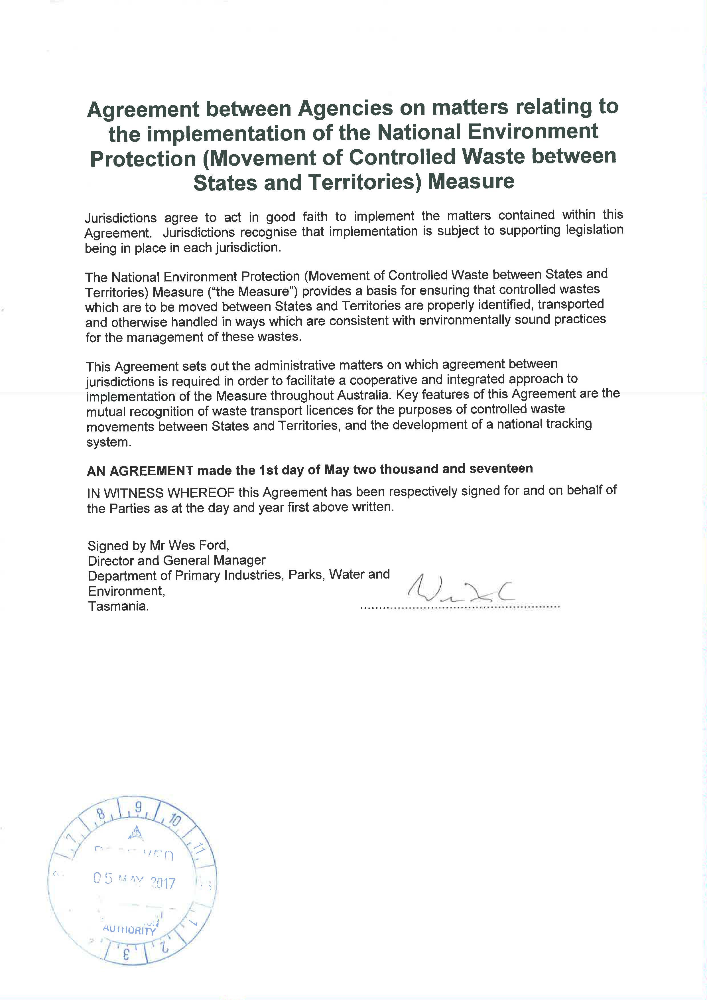 Agreement between Agencies on matters relating to
the implementation of the National Environment
Protection (Movement of Controlled Waste between
States and Territories) Measure
Jurisdictions agree to act in good faith to implement the matters contained within this
Agreement. Jurisdictions recognise that implementation is subject to supporting legislation
being in place in each jurisdiction.
The National Environment Protection (Movement of Controlled Waste between States and
Territories) Measure (“the Measure”) provides a basis for ensuring that controlled wastes
which are to be moved between States and Territories are properly identified, transported
and otherwise handled in ways which are consistent with environmentally sound practices
for the management of these wastes.
This Agreement sets out the administrative matters on which agreement between
jurisdictions is required in order to facilitate a cooperative and integrated approach to
implementation of the Measure throughout Australia. Key features of this Agreement are the
mutual recognition of waste transport licences for the purposes of controlled waste
movements between States and Territories, and the development of a national tracking
system.
AN AGREEMENT made the 1st day of May two thousand and seventeen
IN WITNESS WHEREOF this Agreement has been respectively signed for and on behalf of
the Parties as at the day and year first above written.
Signed by Mr Wes Ford,
Director and General Manager
Department of Primary Industries, Parks, Water and
Environment,
Tasmania.
7 8 9 10 11
05 MAY 2017
AUTHORITY
1 2 3